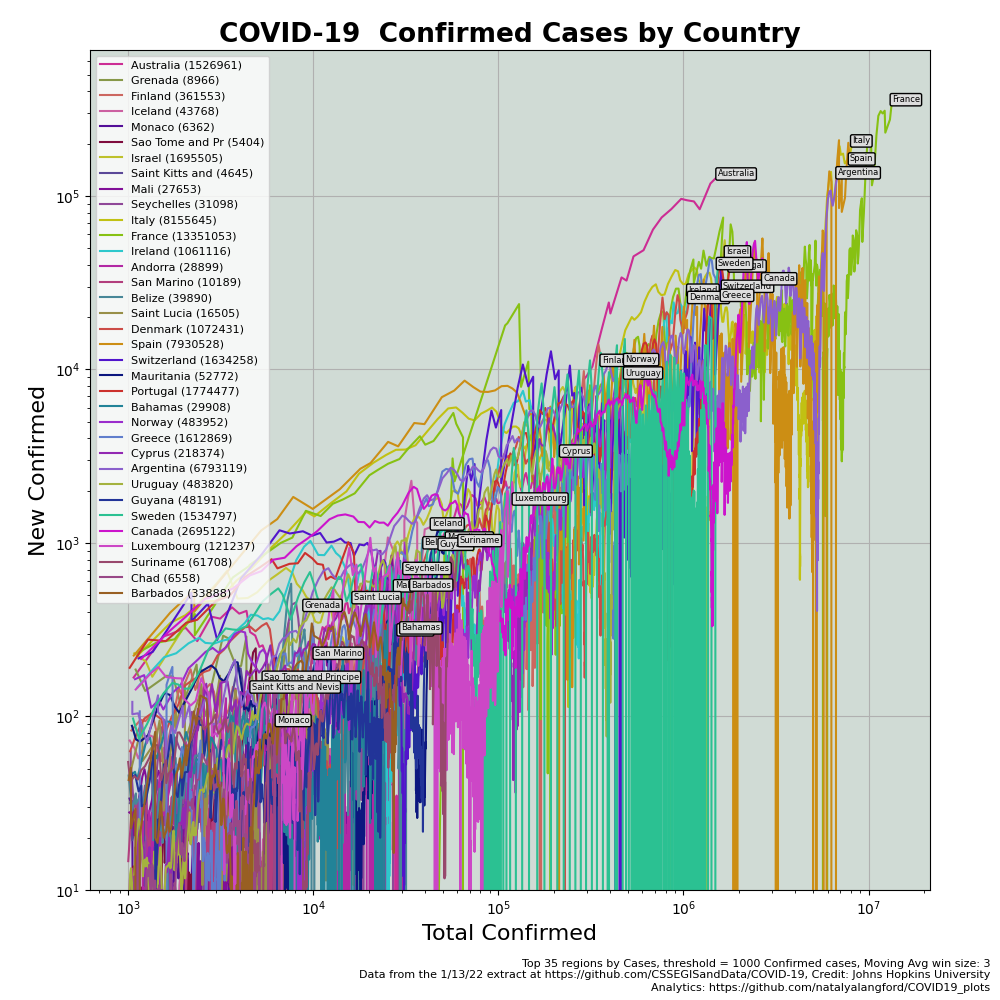 COVID-19  Confirmed Cases by Country
Australia (1526961)
Grenada (8966)
Finland (361553)
Iceland (43768)
Monaco (6362)
Sao Tome and Pr (5404)
Israel (1695505)
Saint Kitts and (4645)
Mali (27653)
Seychelles (31098)
Italy (8155645)
France (13351053)
Ireland (1061116)
Andorra (28899)
San Marino (10189)
Belize (39890)
Saint Lucia (16505)
Denmark (1072431)
Spain (7930528)
Switzerland (1634258)
Mauritania (52772)
Portugal (1774477)
Bahamas (29908)
Norway (483952)
Greece (1612869)
Cyprus (218374)
Argentina (6793119)
Uruguay (483820)
Guyana (48191)
Sweden (1534797)
Canada (2695122)
Luxembourg (121237)
Suriname (61708)
Chad (6558)
Barbados (33888)
France
Italy
Spain
Argentina
Australia
Israel
Sweden
Canada
Switzerland
Ireland
Greece
Norway
Uruguay
Cyprus
Luxembourg
Iceland
Suriname
Seychelles
Barbados
Saint Lucia
Grenada
Bahamas
San Marino
Sao Tome and Principe
Saint Kitts and Nevis
Monaco
New Confirmed
10^5
10^4
10^3
10^2
10^1
10^3
10^4
10^5
10^6
10^7
Total Confirmed
Top 35 regions by Cases, threshold = 1000 Confirmed cases, Moving Avg win size: 3
Data from the 1/13/22 extract at https://github.com/CSSEGISandData/COVID-19, Credit: Johns Hopkins University
Analytics: https://github.com/natalyalangford/COVID19_plots